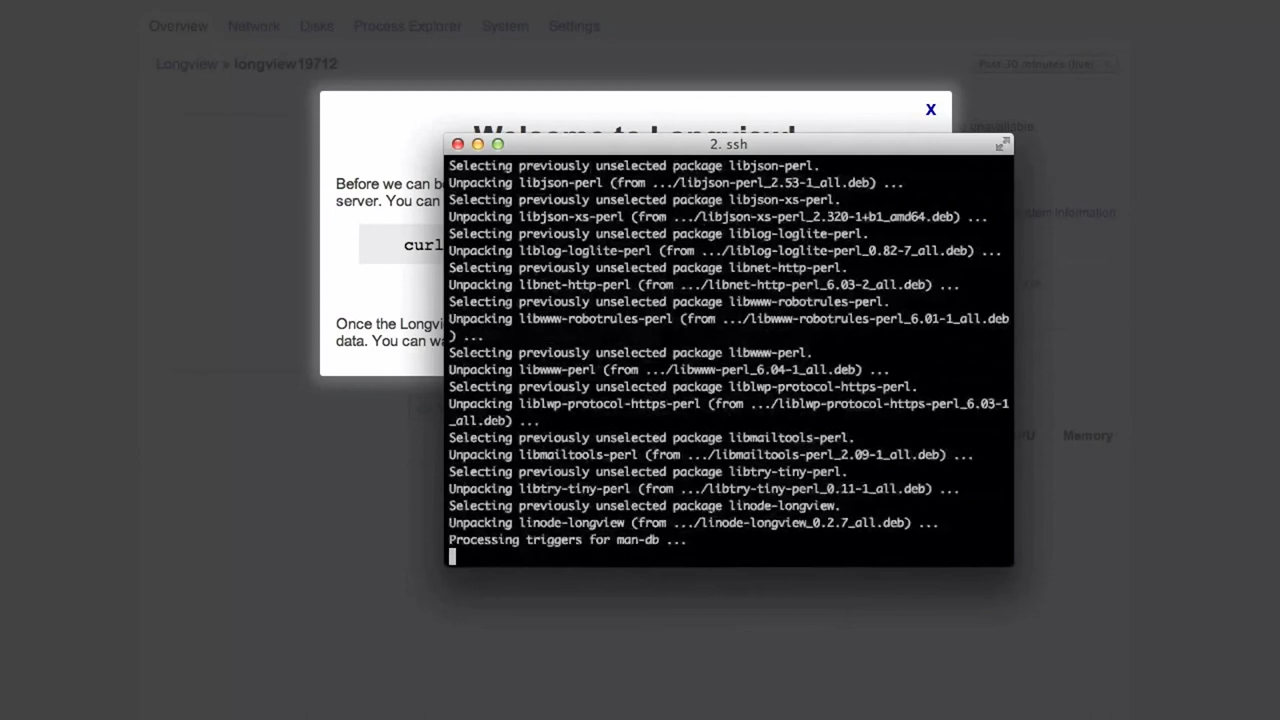 Overview Network Disks Process Explorer System Settings
Longview » longview19712
Past 30 minutes (live)
X
Welcome to Longview!
2. ssh
unavailable
Before we can b
server. You can
System Information
curl
Once the Longvi
data. You can wa
Memory
Selecting previously unselected package libjson-perl.
Unpacking libjson-perl (from .../libjson-perl_2.53-1_all.deb) ...
Selecting previously unselected package libjson-xs-perl.
Unpacking libjson-xs-perl (from .../libjson-xs-perl_2.320-1+b1_amd64.deb) ...
Selecting previously unselected package liblog-loglite-perl.
Unpacking liblog-loglite-perl (from .../liblog-loglite-perl_0.82-7_all.deb) ...
Selecting previously unselected package libnet-http-perl.
Unpacking libnet-http-perl (from .../libnet-http-perl_6.03-2_all.deb) ...
Selecting previously unselected package libwww-robotrules-perl.
Unpacking libwww-robotrules-perl (from .../libwww-robotrules-perl_6.01-1_all.deb
) ...
Selecting previously unselected package libwww-perl.
Unpacking libwww-perl (from .../libwww-perl_6.04-1_all.deb) ...
Selecting previously unselected package liblwp-protocol-https-perl.
Unpacking liblwp-protocol-https-perl (from .../liblwp-protocol-https-perl_6.03-1
_all.deb) ...
Selecting previously unselected package libmailtools-perl.
Unpacking libmailtools-perl (from .../libmailtools-perl_2.09-1_all.deb) ...
Selecting previously unselected package libtry-tiny-perl.
Unpacking libtry-tiny-perl (from .../libtry-tiny-perl_0.11-1_all.deb) ...
Selecting previously unselected package linode-longview.
Unpacking linode-longview (from .../linode-longview_0.2.7_all.deb) ...
Processing triggers for man-db ...